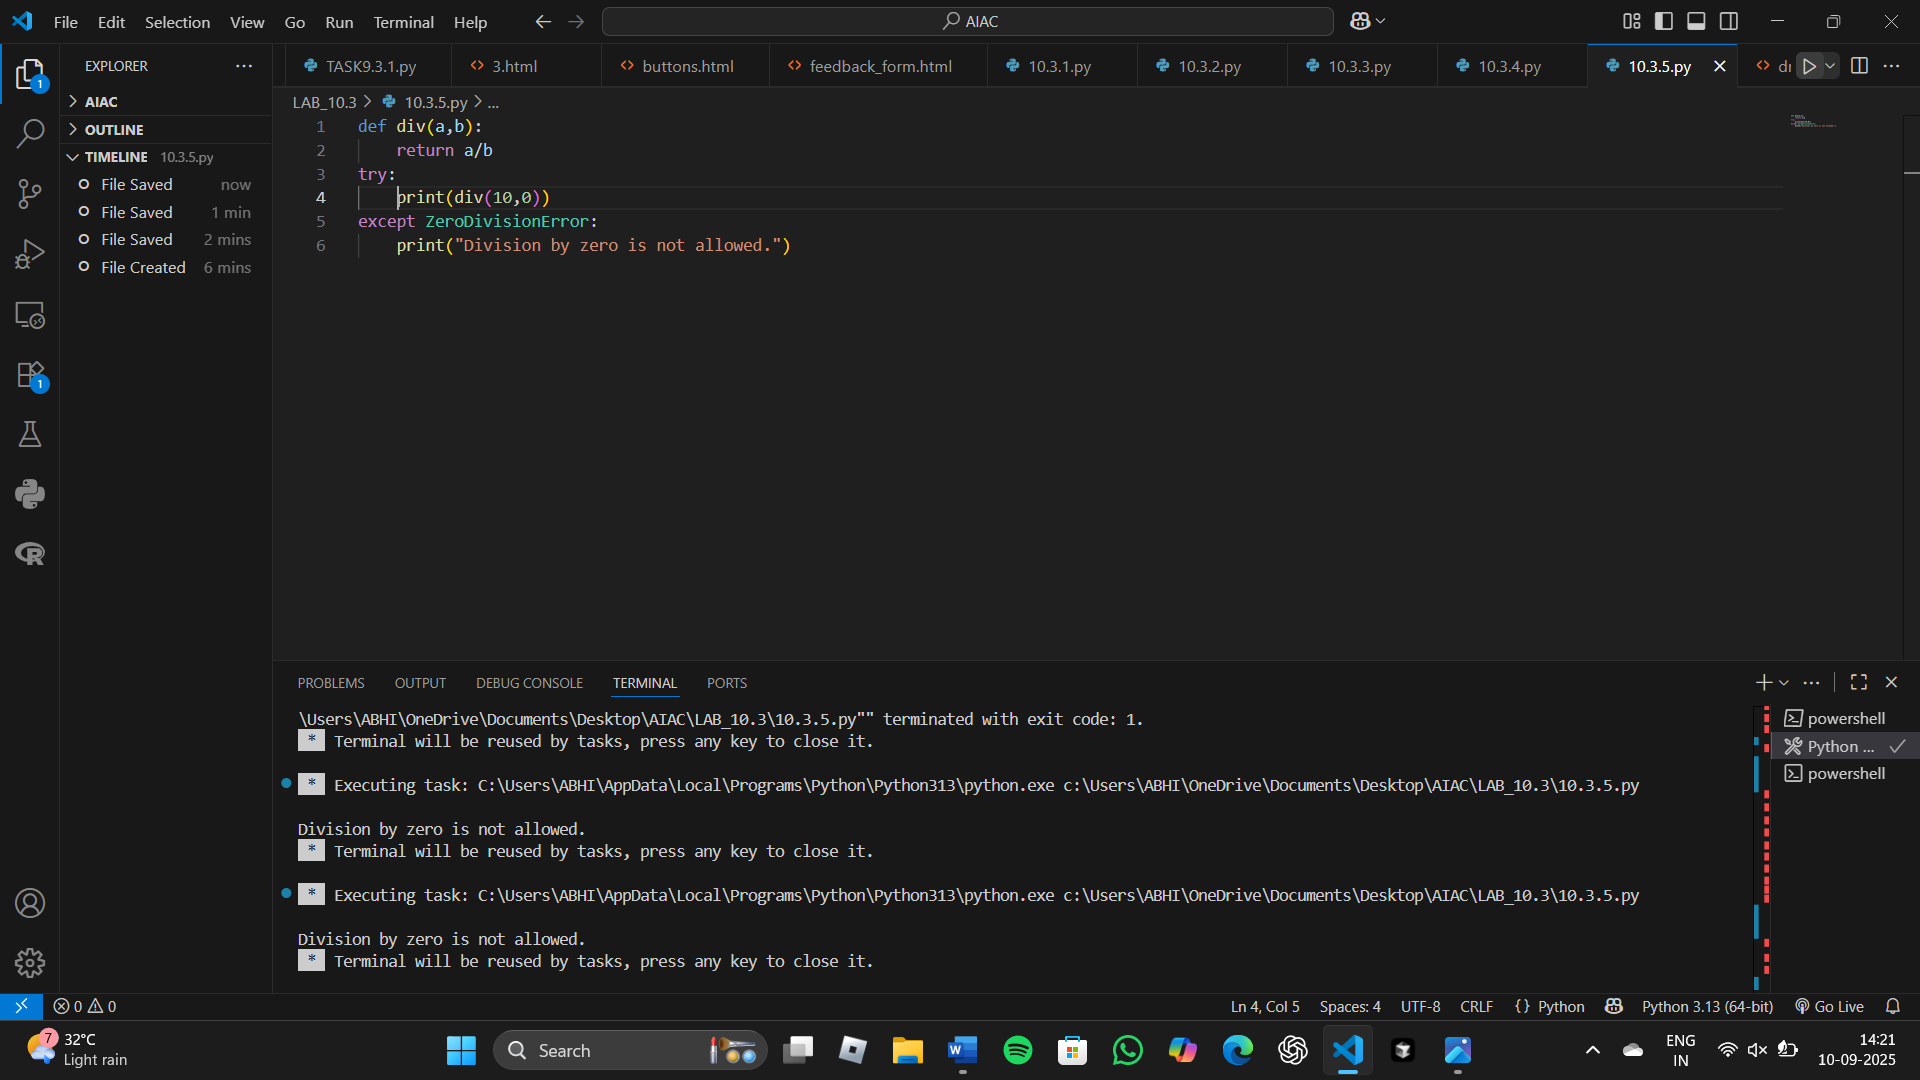 File Edit Selection View Go Run Terminal Help
AIAC
EXPLORER
TASK9.3.1.py 3.html buttons.html feedback_form.html 10.3.1.py 10.3.2.py 10.3.3.py 10.3.4.py 10.3.5.py
1
AIAC
OUTLINE
TIMELINE 10.3.5.py
File Saved now
File Saved 1 min
File Saved 2 mins
File Created 6 mins
1
LAB_10.3 > 10.3.5.py > ...
1 def div(a,b):
2     return a/b
3 try:
4     print(div(10,0))
5 except ZeroDivisionError:
6     print("Division by zero is not allowed.")
PROBLEMS OUTPUT DEBUG CONSOLE TERMINAL PORTS
\Users\ABHI\OneDrive\Documents\Desktop\AIAC\LAB_10.3\10.3.5.py"" terminated with exit code: 1.
* Terminal will be reused by tasks, press any key to close it.
* Executing task: C:\Users\ABHI\AppData\Local\Programs\Python\Python313\python.exe c:\Users\ABHI\OneDrive\Documents\Desktop\AIAC\LAB_10.3\10.3.5.py
Division by zero is not allowed.
* Terminal will be reused by tasks, press any key to close it.
* Executing task: C:\Users\ABHI\AppData\Local\Programs\Python\Python313\python.exe c:\Users\ABHI\OneDrive\Documents\Desktop\AIAC\LAB_10.3\10.3.5.py
Division by zero is not allowed.
* Terminal will be reused by tasks, press any key to close it.
powershell
Python ...
powershell
0 0
Ln 4, Col 5 Spaces: 4 UTF-8 CRLF {} Python Python 3.13 (64-bit) Go Live
7
32°C
Light rain
Search
ENG
IN
14:21
10-09-2025